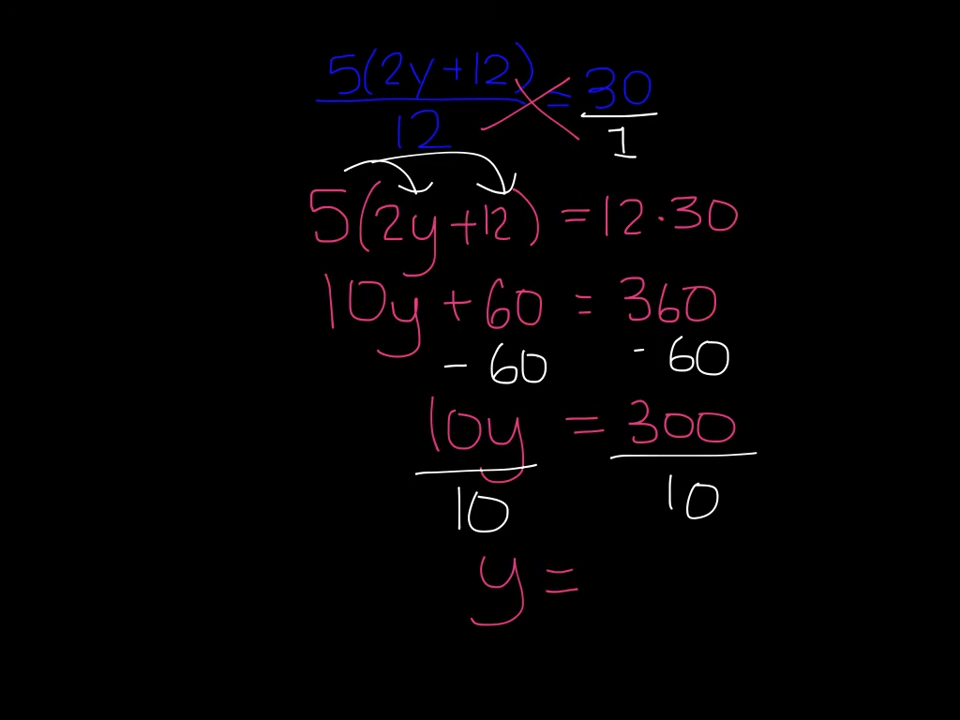 5(2y+12) = 30
12 1
5(2y+12) = 12·30
10y + 60 = 360
- 60 - 60
10y = 300
10 10
y =